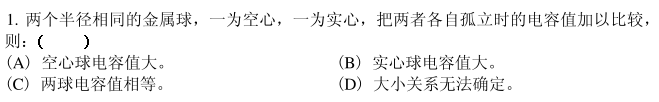 1. 两个半径相同的金属球，一为空心，一为实心，把两者各自孤立时的电容值加以比较，
则：(      )
(A) 空心球电容值大。 (B) 实心球电容值大。
(C) 两球电容值相等。 (D) 大小关系无法确定。